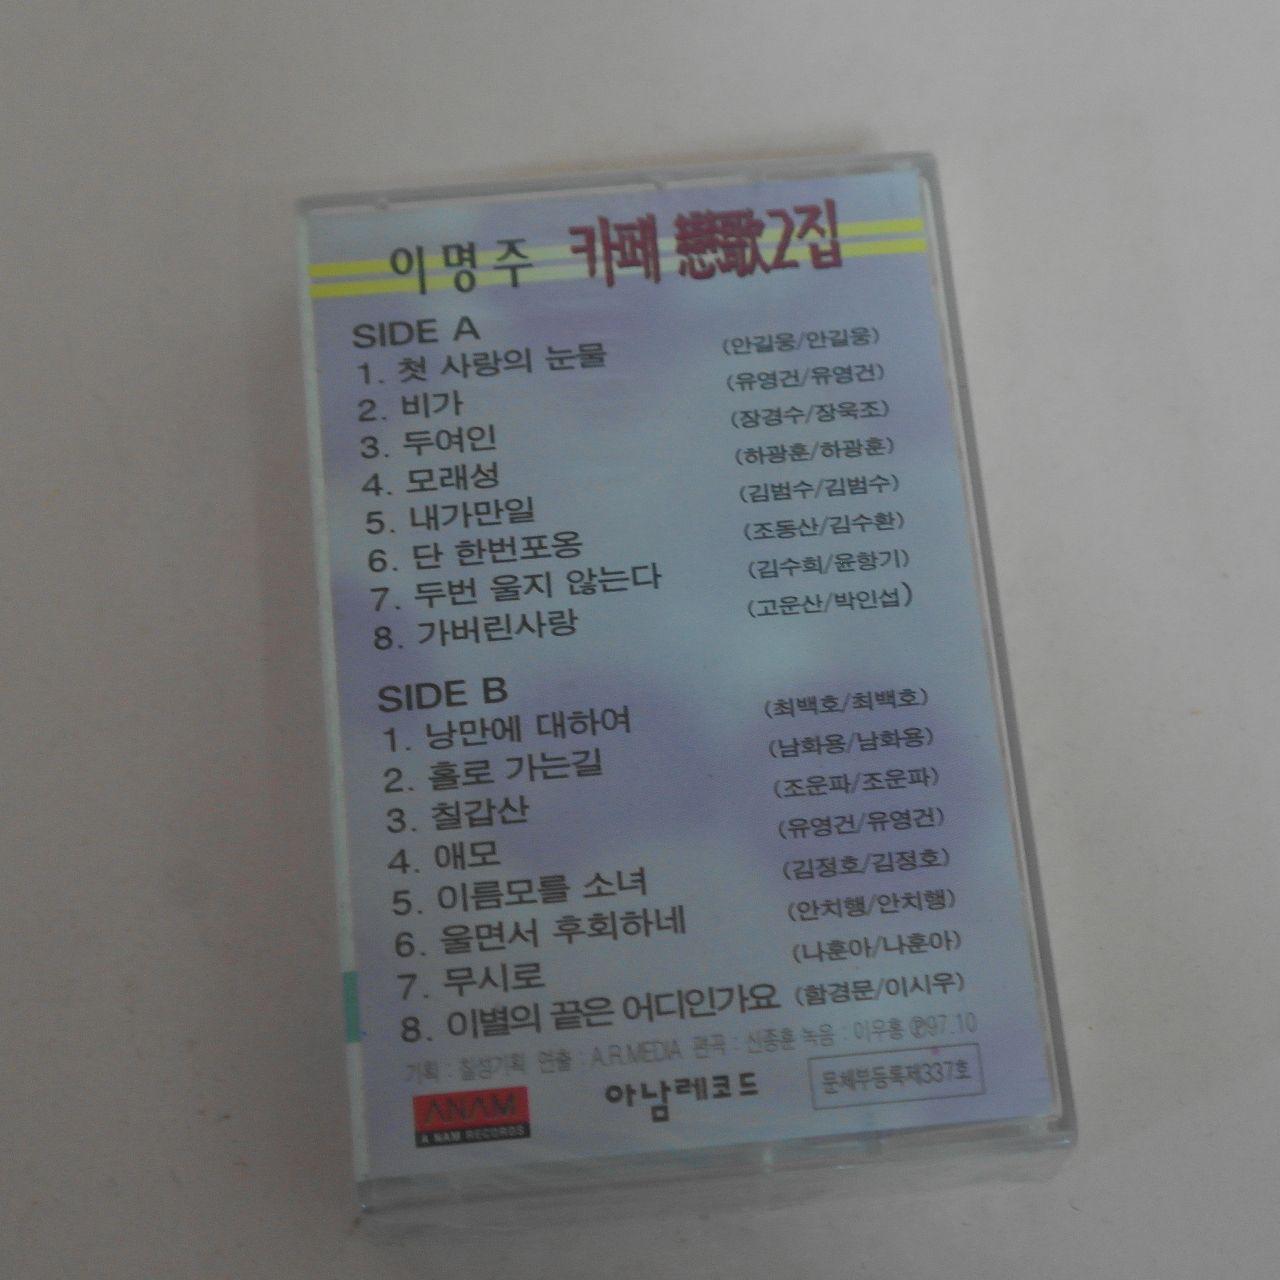 이명주 카페 戀歌2집
SIDE A
1. 첫 사랑의 눈물 (안길웅/안길웅)
2. 비가 (유영건/유영건)
3. 두여인 (장경수/장욱조)
4. 모래성 (하광훈/하광훈)
5. 내가만일 (김범수/김범수)
6. 단 한번포옹 (조동산/김수환)
7. 두번 울지 않는다 (김수희/윤항기)
8. 가버린사랑 (고운산/박인섭)
SIDE B
1. 낭만에 대하여 (최백호/최백호)
2. 홀로 가는길 (남화용/남화용)
3. 칠갑산 (조운파/조운파)
4. 애모 (유영건/유영건)
5. 이름모를 소녀 (김정호/김정호)
6. 울면서 후회하네 (안치행/안치행)
7. 무시로 (나훈아/나훈아)
8. 이별의 끝은 어디인가요 (함경문/이시우)
기획 : 칠성기획 연출 : A.R.MEDIA 편곡 : 신종훈 녹음 : 이우홍 ℗97.10
ANAM 아남레코드 문체부등록제337호
A NAM RECORDS